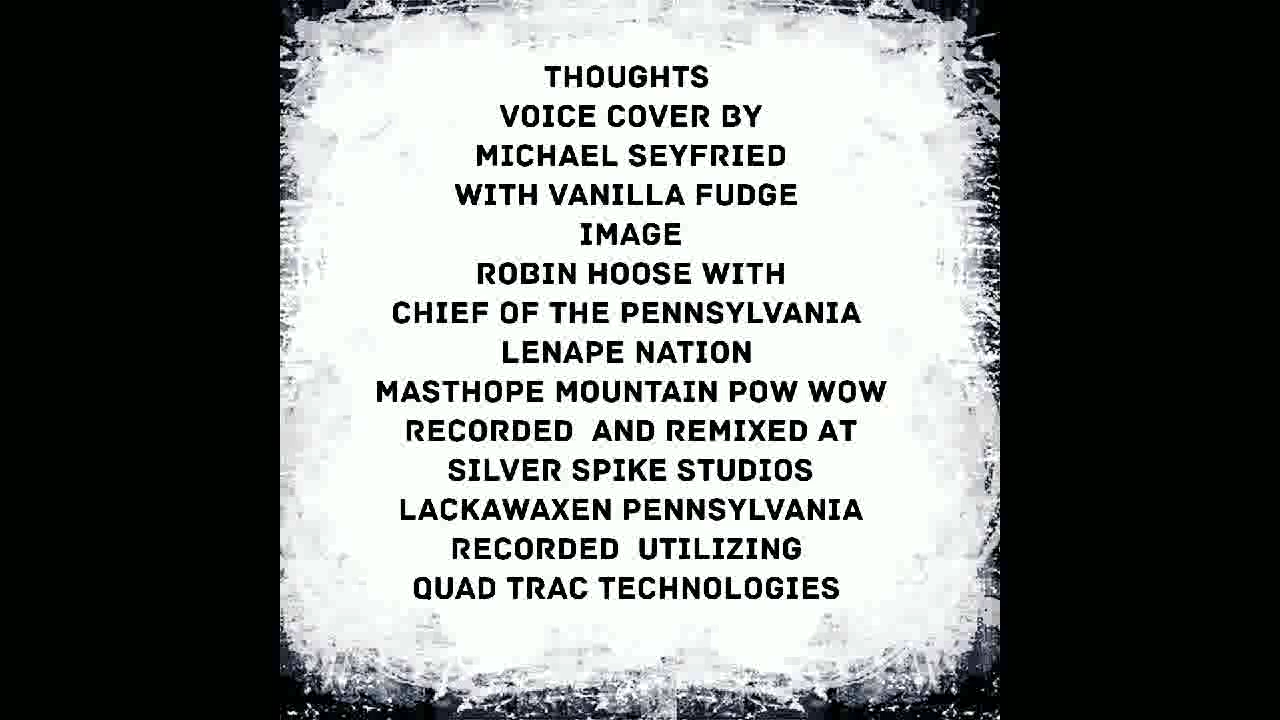 THOUGHTS
VOICE COVER BY
MICHAEL SEYFRIED
WITH VANILLA FUDGE
IMAGE
ROBIN HOOSE WITH
CHIEF OF THE PENNSYLVANIA
LENAPE NATION
MASTHOPE MOUNTAIN POW WOW
RECORDED  AND REMIXED AT
SILVER SPIKE STUDIOS
LACKAWAXEN PENNSYLVANIA
RECORDED  UTILIZING
QUAD TRAC TECHNOLOGIES